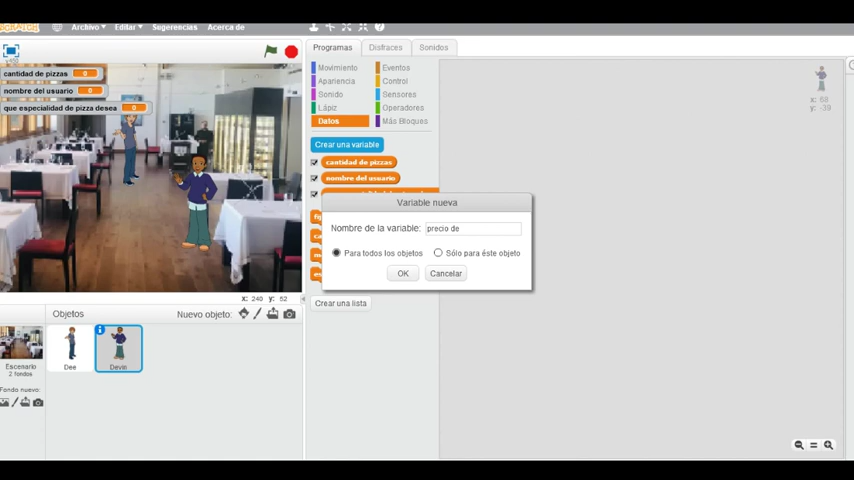 SCRATCH
Archivo Editar Sugerencias Acerca de
v460
Programas Disfraces Sonidos
cantidad de pizzas 0
nombre del usuario 0
que especialidad de pizza desea 0
Movimiento Eventos
Apariencia Control
Sonido Sensores
Lápiz Operadores
Datos Más Bloques
Crear una variable
cantidad de pizzas
nombre del usuario
x: 69
y: -39
Variable nueva
Nombre de la variable: precio de
Para todos los objetos Sólo para éste objeto
OK Cancelar
Crear una lista
x: 240 y: 52
Objetos Nuevo objeto:
Escenario
2 fondos
Fondo nuevo:
Dee
Devin